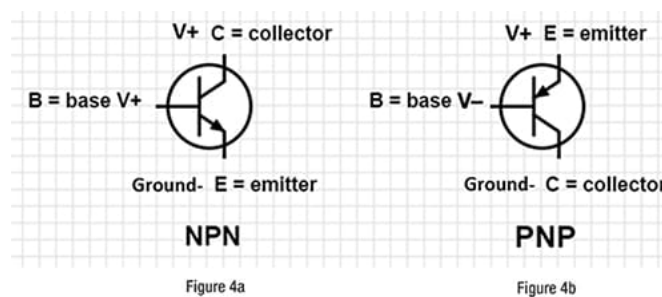 V+ C = collector
B = base V+
Ground- E = emitter
NPN
Figure 4a
V+ E = emitter
B = base V–
Ground- C = collector
PNP
Figure 4b